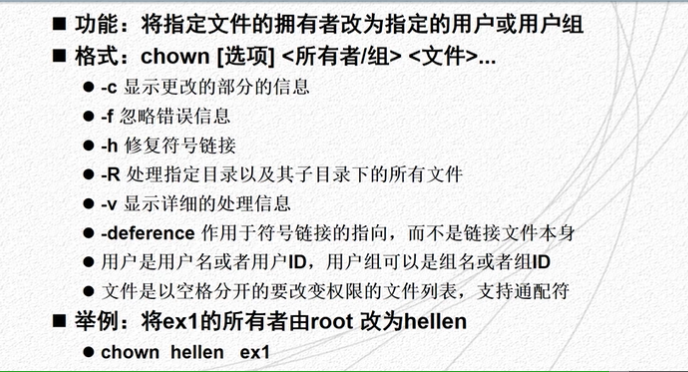 ■ 功能：将指定文件的拥有者改为指定的用户或用户组
■ 格式：chown [选项] <所有者/组> <文件>...
● -c 显示更改的部分的信息
● -f 忽略错误信息
● -h 修复符号链接
● -R 处理指定目录以及其子目录下的所有文件
● -v 显示详细的处理信息
● -deference 作用于符号链接的指向，而不是链接文件本身
● 用户是用户名或者用户ID，用户组可以是组名或者组ID
● 文件是以空格分开的要改变权限的文件列表，支持通配符
■ 举例：将ex1的所有者由root 改为hellen
● chown hellen ex1